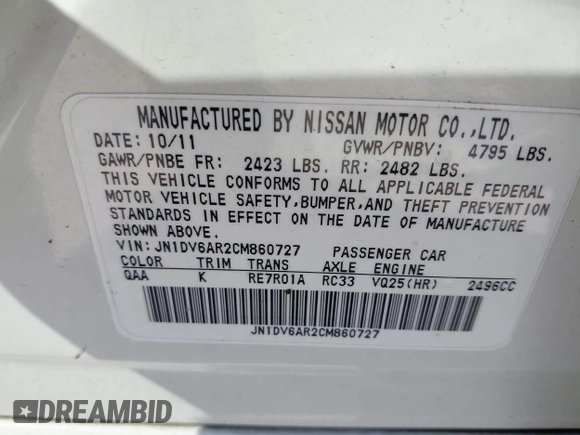 MANUFACTURED BY NISSAN MOTOR CO.,LTD.
DATE: 10/11 GVWR/PNBV: 4795 LBS.
GAWR/PNBE FR: 2423 LBS. RR: 2482 LBS.
THIS VEHICLE CONFORMS TO ALL APPLICABLE FEDERAL
MOTOR VEHICLE SAFETY,BUMPER,AND THEFT PREVENTION
STANDARDS IN EFFECT ON THE DATE OF MANUFACTURE
SHOWN ABOVE.
VIN: JN1DV6AR2CM860727 PASSENGER CAR
COLOR TRIM TRANS AXLE ENGINE
QAA K RE7R01A RC33 VQ25(HR) 2496CC
JN1DV6AR2CM860727
DREAMBID